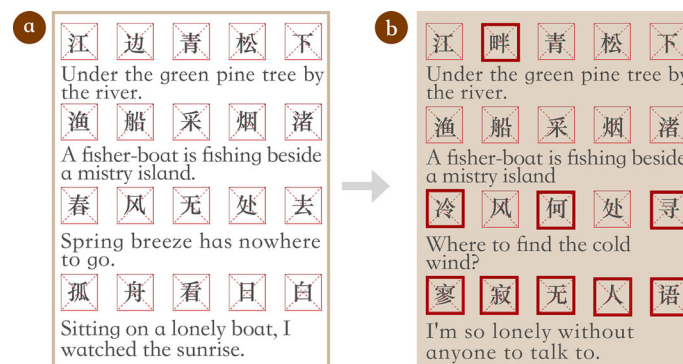 a
江边青松下
Under the green pine tree by
the river.
渔船采烟渚
A fisher-boat is fishing beside
a mistry island.
春风无处去
Spring breeze has nowhere
to go.
孤舟看日白
Sitting on a lonely boat, I
watched the sunrise.
b
江畔青松下
Under the green pine tree by
the river.
渔船采烟渚
A fisher-boat is fishing beside
a mistry island
冷风何处寻
Where to find the cold
wind?
寥寂无人语
I'm so lonely without
anyone to talk to.